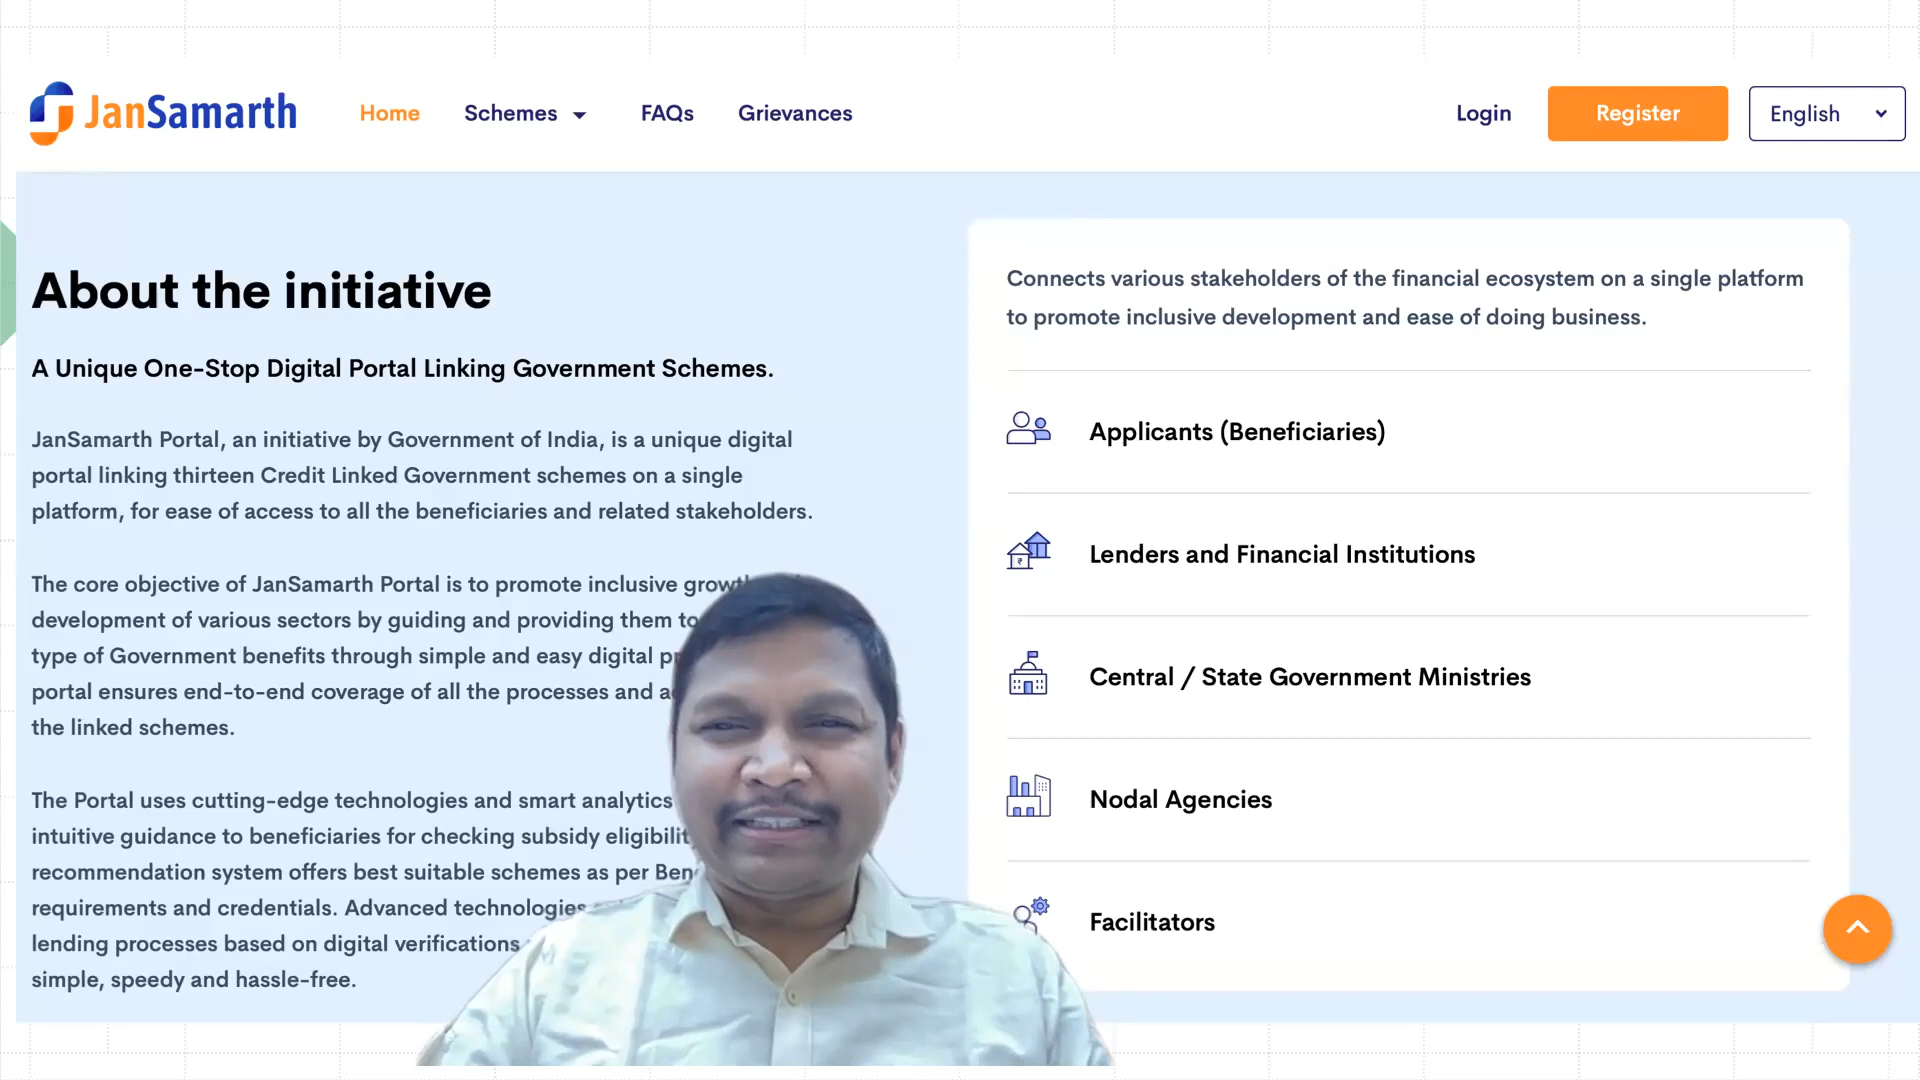 JanSamarth
Home
Schemes
FAQs
Grievances
Login
Register
English
About the initiative
A Unique One-Stop Digital Portal Linking Government Schemes.
JanSamarth Portal, an initiative by Government of India, is a unique digital
portal linking thirteen Credit Linked Government schemes on a single
platform, for ease of access to all the beneficiaries and related stakeholders.
The core objective of JanSamarth Portal is to promote inclusive growth
development of various sectors by guiding and providing them to
type of Government benefits through simple and easy digital
portal ensures end-to-end coverage of all the processes and
the linked schemes.
The Portal uses cutting-edge technologies and smart analytics
intuitive guidance to beneficiaries for checking subsidy
recommendation system offers best suitable schemes as per
requirements and credentials. Advanced technologies
lending processes based on digital verifications
simple, speedy and hassle-free.
Connects various stakeholders of the financial ecosystem on a single platform
to promote inclusive development and ease of doing business.
Applicants (Beneficiaries)
Lenders and Financial Institutions
Central / State Government Ministries
Nodal Agencies
Facilitators